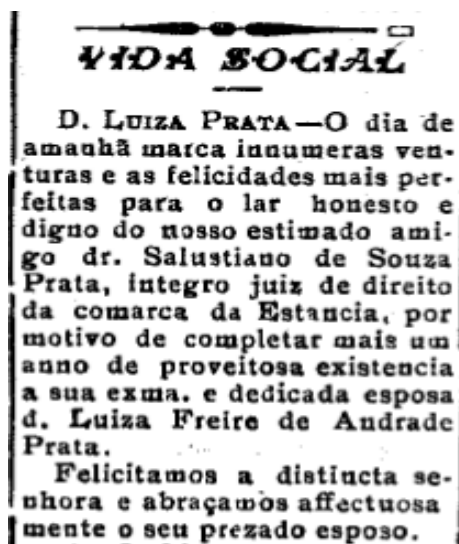 VIDA SOCIAL
D. LUIZA PRATA—O dia de
amanhã marca innumeras ven-
turas e as felicidades mais per-
feitas para o lar honesto e
digno do nosso estimado ami-
go dr. Salustiano de Souza
Prata, integro juiz de direito
da comarca da Estancia, por
motivo de completar mais um
anno de proveitosa existencia
a sua exma. e dedicada esposa
d. Luiza Freire de Andrade
Prata.
Felicitamos a distincta se-
nhora e abraçamos affectuosa
mente o seu prezado esposo.